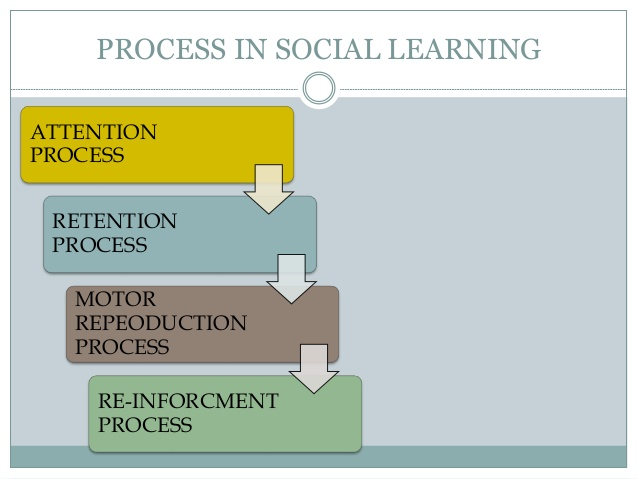 PROCESS IN SOCIAL LEARNING
ATTENTION
PROCESS
RETENTION
PROCESS
MOTOR
REPEODUCTION
PROCESS
RE-INFORCMENT
PROCESS